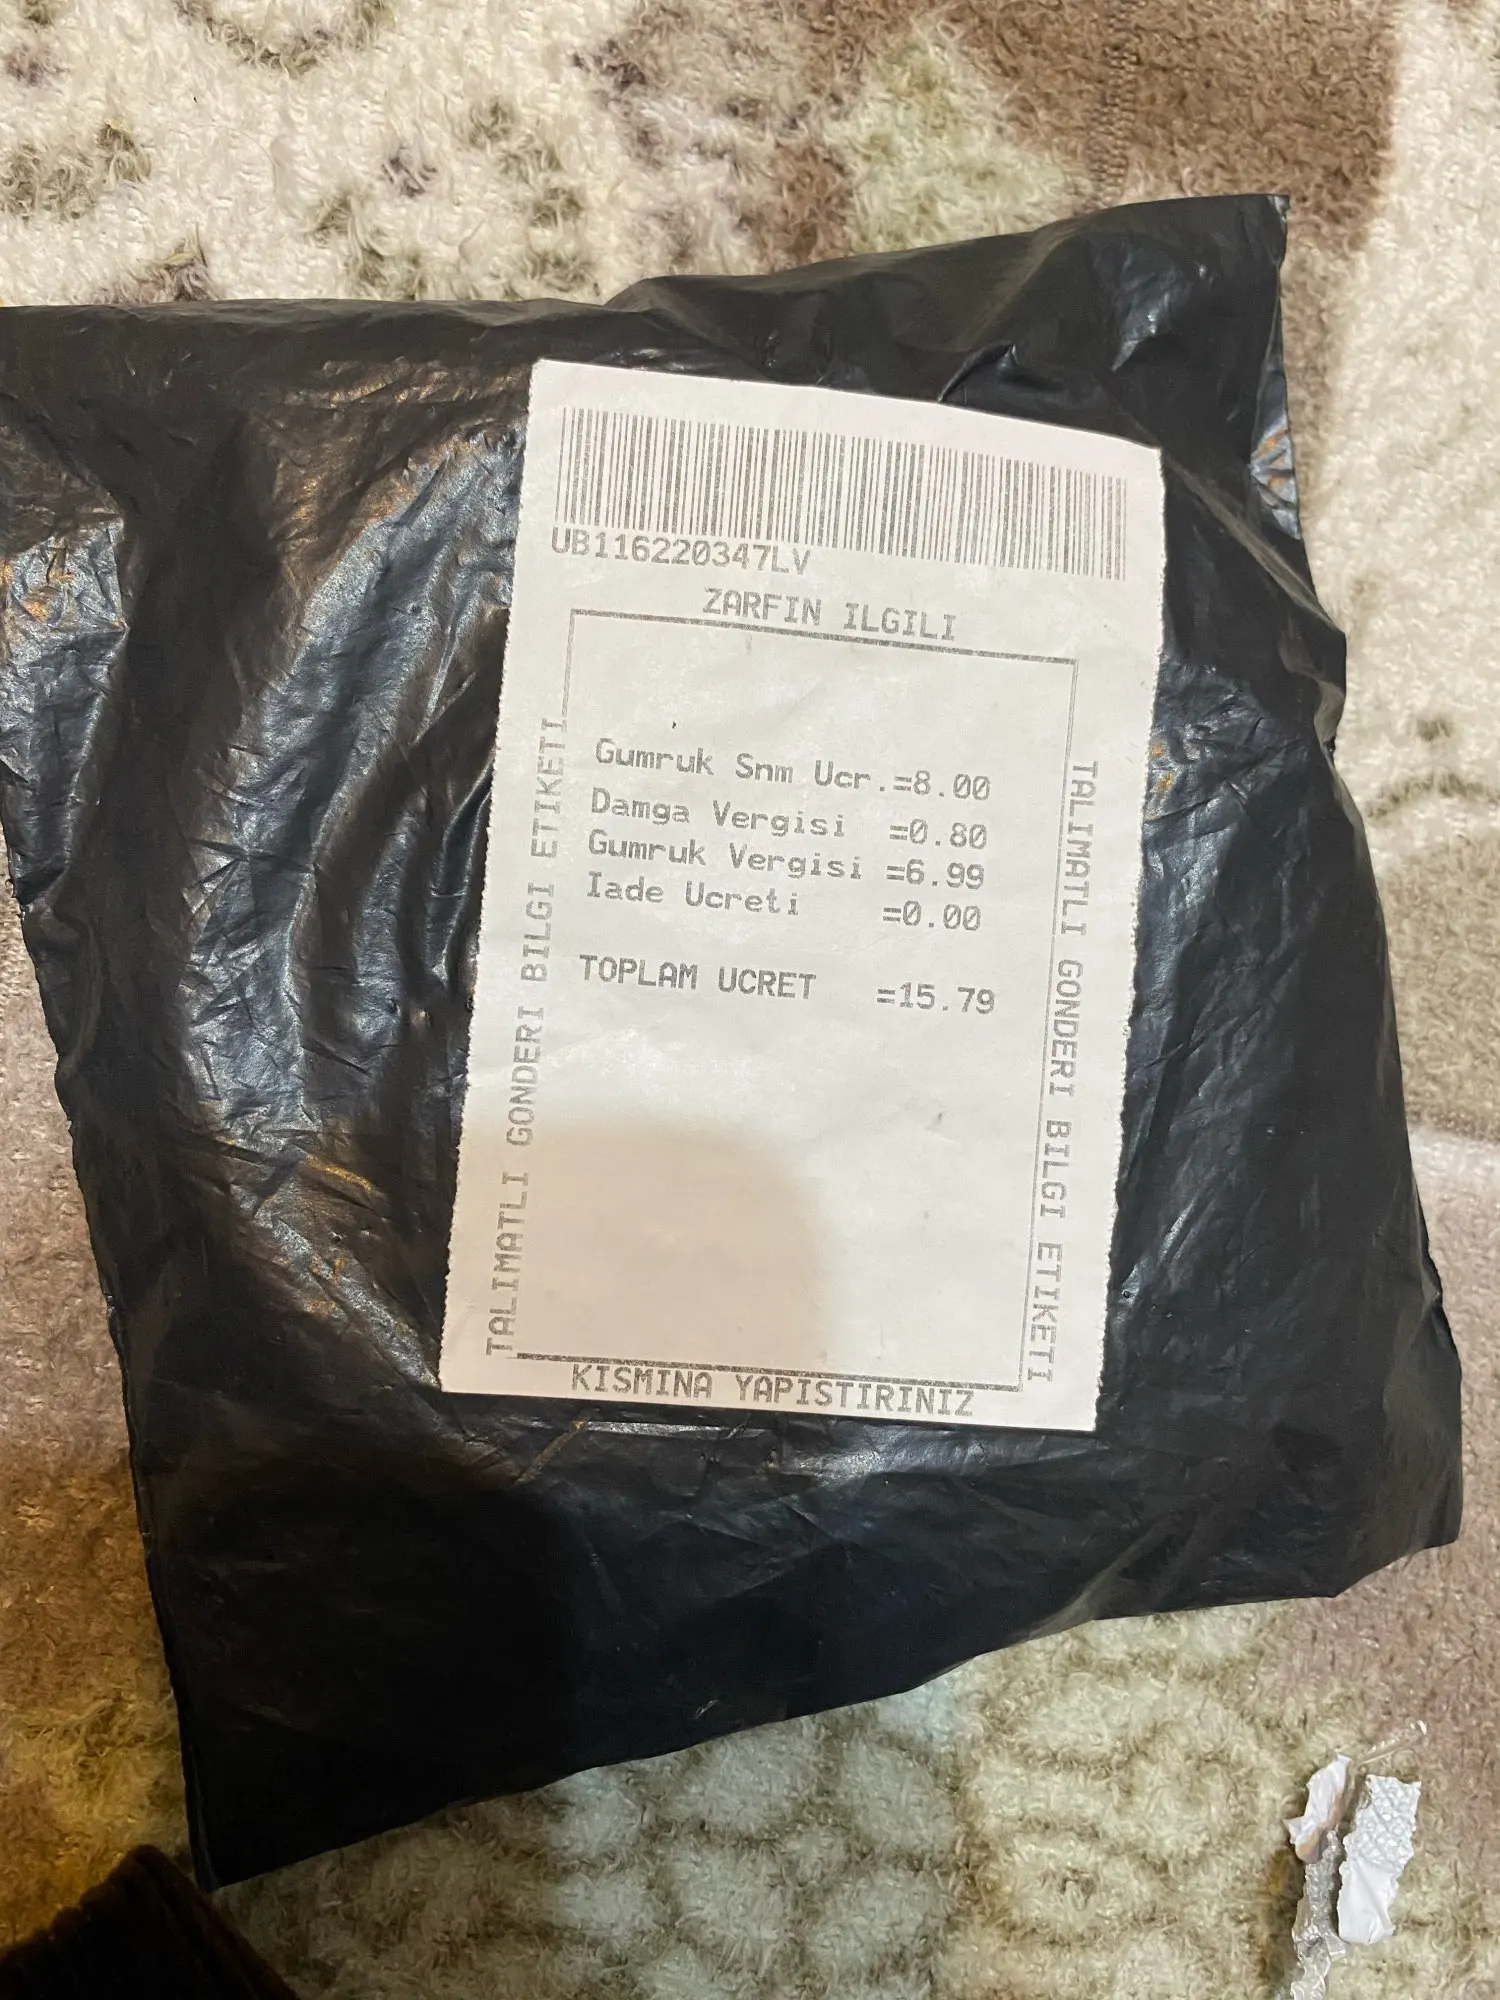 UB116220347LV
ZARFIN ILGILI
TALIMATLI GONDERI BILGI ETIKETI
Gumruk Snm Ucr.=8.00
Damga Vergisi =0.80
Gumruk Vergisi =6.99
Iade Ucreti =0.00
TOPLAM UCRET =15.79
TALIMATLI GONDERI BILGI ETIKETI
KISMINA YAPISTIRINIZ